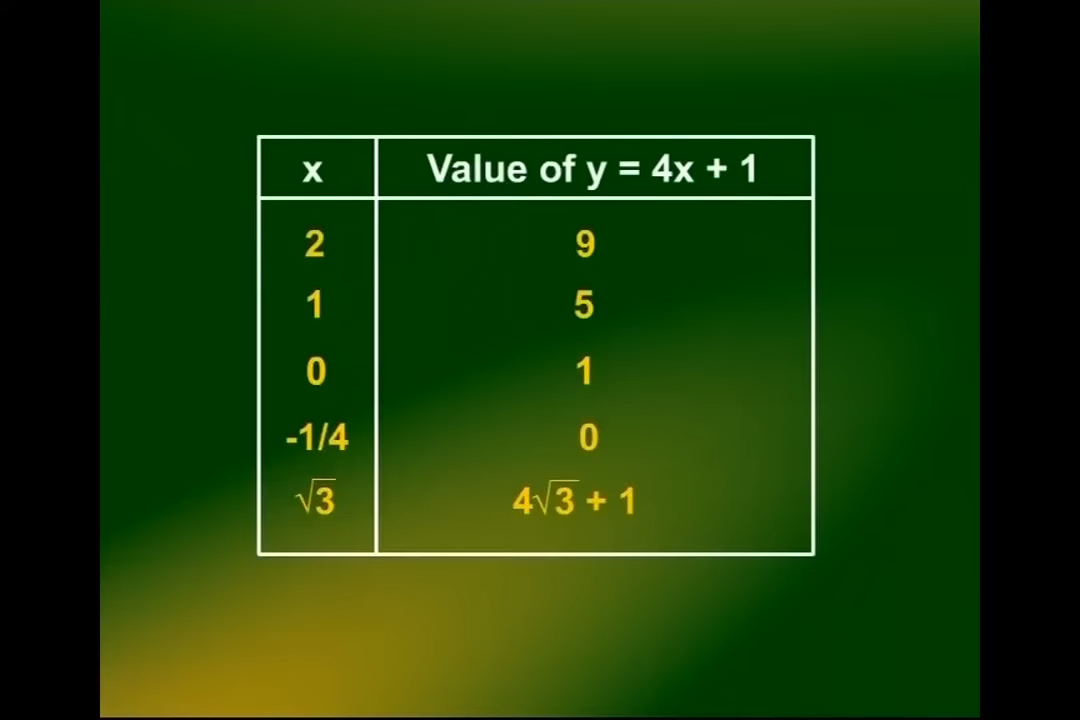 x Value of y = 4x + 1
2 9
1 5
0 1
-1/4 0
√3 4√3 + 1